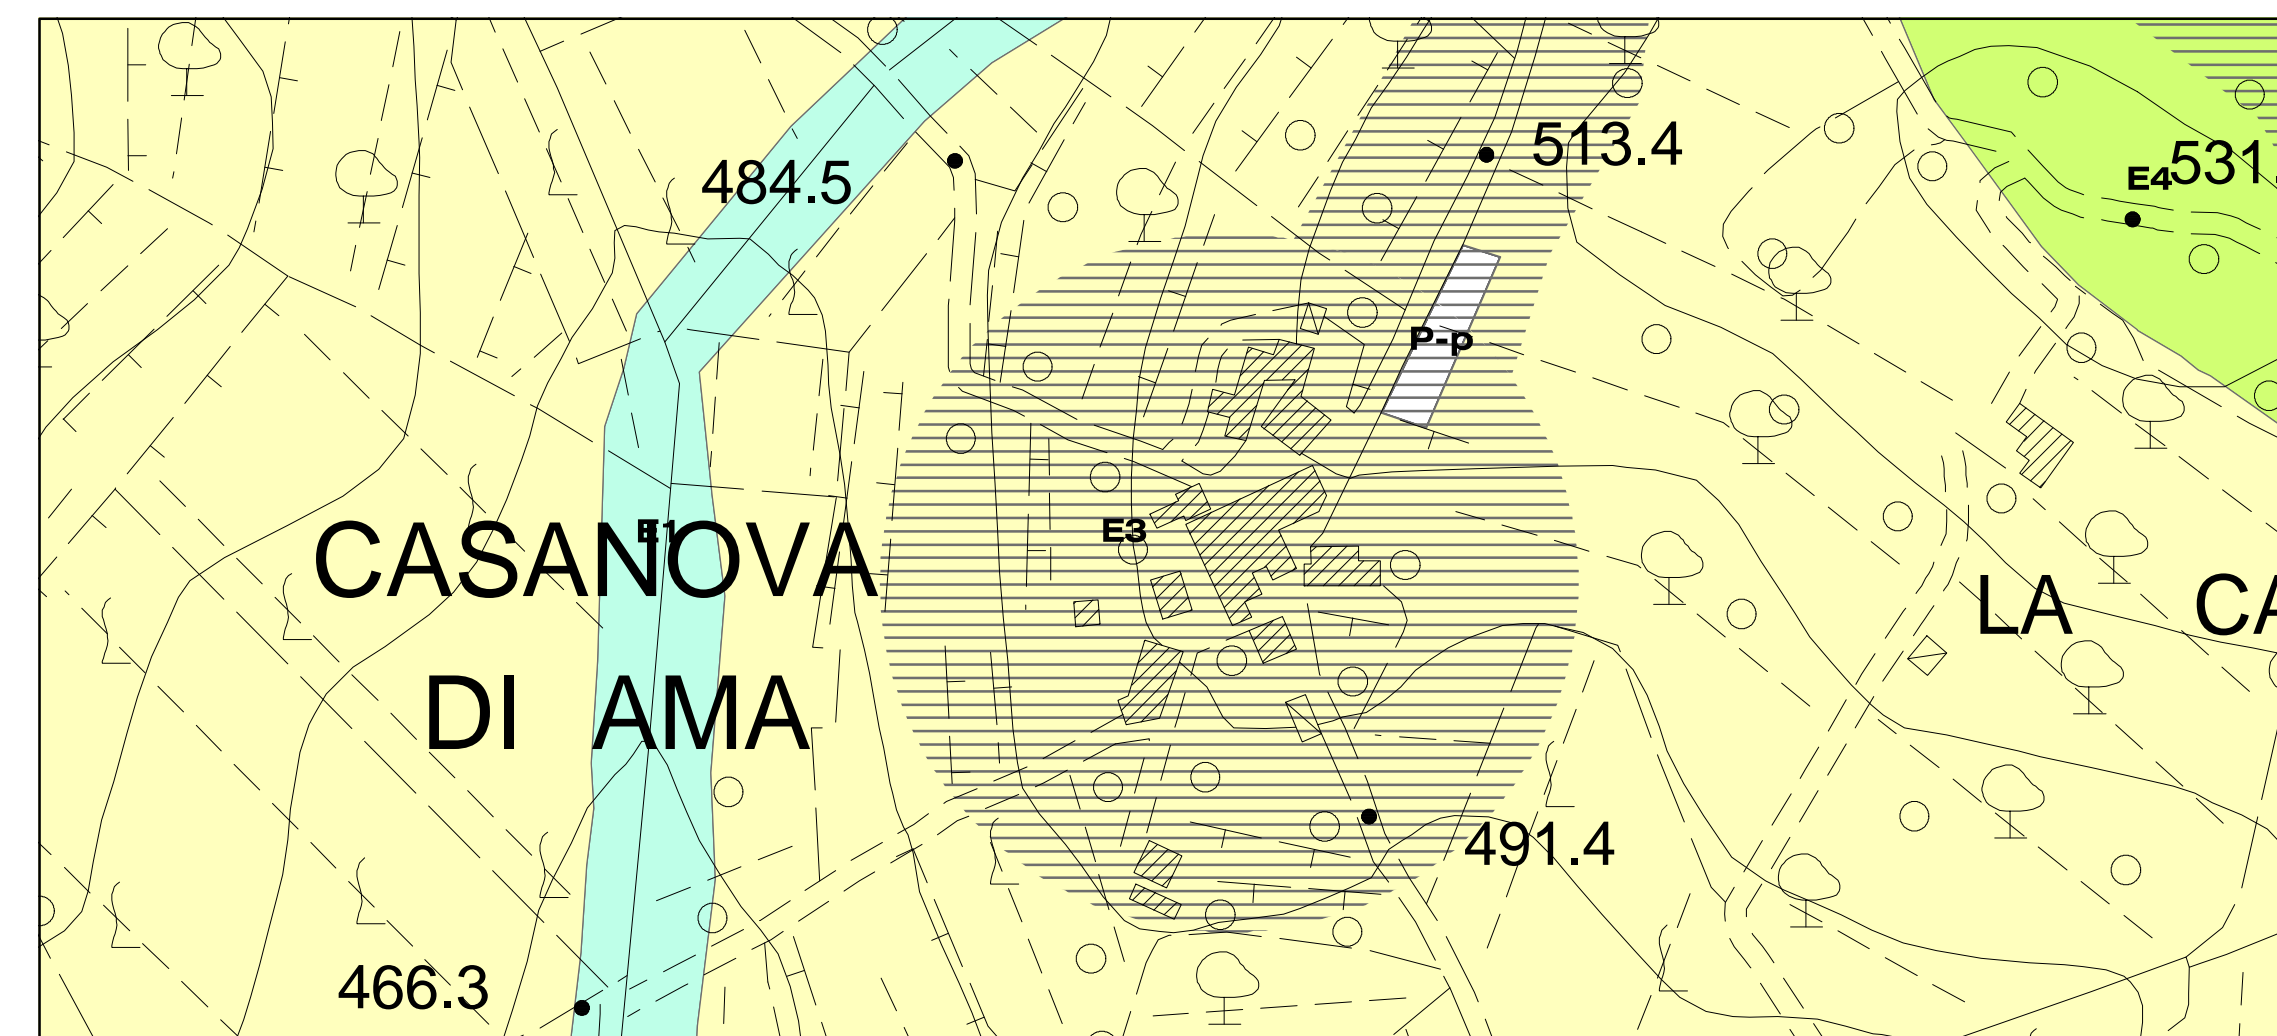 513.4
484.5
531.
E4
P-p
CASANOVA
E1
E3
LA CA
DI AMA
491.4
466.3